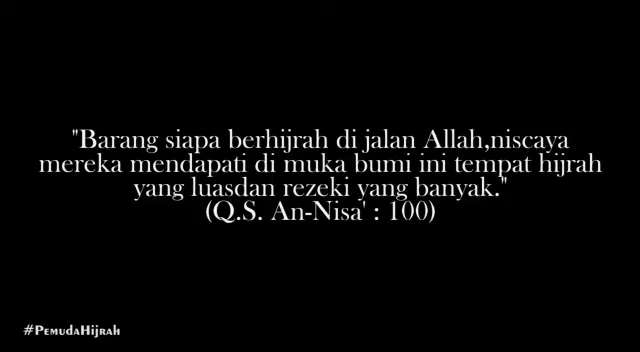 "Barang siapa berhijrah di jalan Allah,niscaya
mereka mendapati di muka bumi ini tempat hijrah
yang luasdan rezeki yang banyak."
(Q.S. An-Nisa' : 100)
#PemudaHijrah